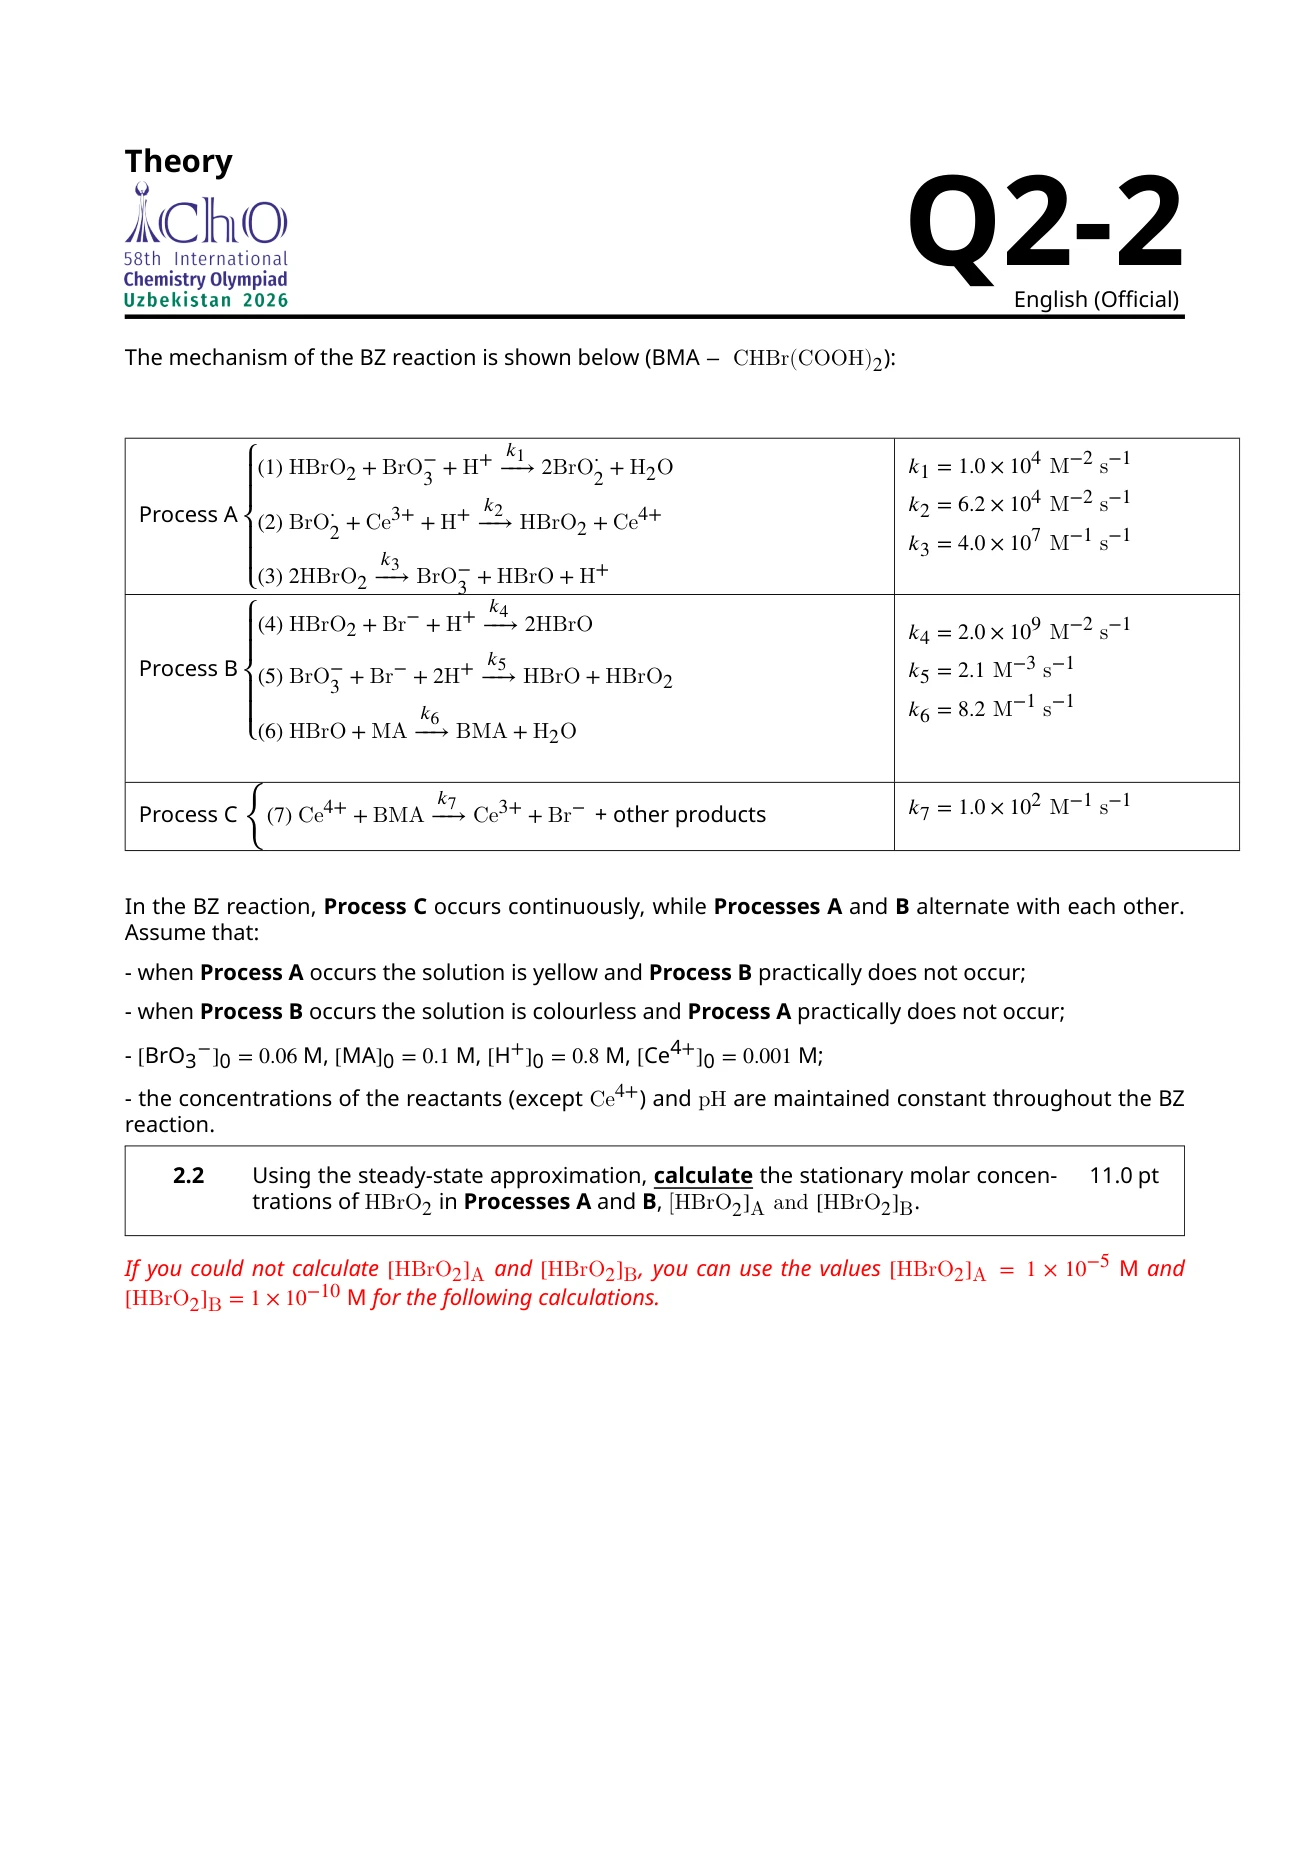 Theory
ıChO
58th International
Chemistry Olympiad
Uzbekistan 2026
Q2-2
English (Official)
The mechanism of the BZ reaction is shown below (BMA – CHBr(COOH)₂):
Process A
(1) HBrO₂ + BrO₃⁻ + H⁺ —k₁→ 2BrO₂˙ + H₂O
(2) BrO₂˙ + Ce³⁺ + H⁺ —k₂→ HBrO₂ + Ce⁴⁺
(3) 2HBrO₂ —k₃→ BrO₃⁻ + HBrO + H⁺
k₁ = 1.0 × 10⁴ M⁻² s⁻¹
k₂ = 6.2 × 10⁴ M⁻² s⁻¹
k₃ = 4.0 × 10⁷ M⁻¹ s⁻¹
Process B
(4) HBrO₂ + Br⁻ + H⁺ —k₄→ 2HBrO
(5) BrO₃⁻ + Br⁻ + 2H⁺ —k₅→ HBrO + HBrO₂
(6) HBrO + MA —k₆→ BMA + H₂O
k₄ = 2.0 × 10⁹ M⁻² s⁻¹
k₅ = 2.1 M⁻³ s⁻¹
k₆ = 8.2 M⁻¹ s⁻¹
Process C
(7) Ce⁴⁺ + BMA —k₇→ Ce³⁺ + Br⁻ + other products
k₇ = 1.0 × 10² M⁻¹ s⁻¹
In the BZ reaction, Process C occurs continuously, while Processes A and B alternate with each other.
Assume that:
- when Process A occurs the solution is yellow and Process B practically does not occur;
- when Process B occurs the solution is colourless and Process A practically does not occur;
- [BrO₃⁻]₀ = 0.06 M, [MA]₀ = 0.1 M, [H⁺]₀ = 0.8 M, [Ce⁴⁺]₀ = 0.001 M;
- the concentrations of the reactants (except Ce⁴⁺) and pH are maintained constant throughout the BZ
reaction.
2.2 Using the steady-state approximation, calculate the stationary molar concen- 11.0 pt
trations of HBrO₂ in Processes A and B, [HBrO₂]A and [HBrO₂]B.
If you could not calculate [HBrO₂]A and [HBrO₂]B, you can use the values [HBrO₂]A = 1 × 10⁻⁵ M and
[HBrO₂]B = 1 × 10⁻¹⁰ M for the following calculations.